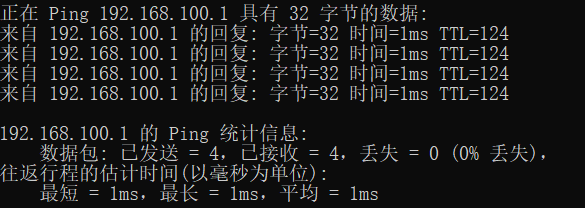 正在 Ping 192.168.100.1 具有 32 字节的数据:
来自 192.168.100.1 的回复: 字节=32 时间=1ms TTL=124
来自 192.168.100.1 的回复: 字节=32 时间=1ms TTL=124
来自 192.168.100.1 的回复: 字节=32 时间=1ms TTL=124
来自 192.168.100.1 的回复: 字节=32 时间=1ms TTL=124
192.168.100.1 的 Ping 统计信息:
数据包: 已发送 = 4，已接收 = 4，丢失 = 0 (0% 丢失)，
往返行程的估计时间(以毫秒为单位):
最短 = 1ms，最长 = 1ms，平均 = 1ms